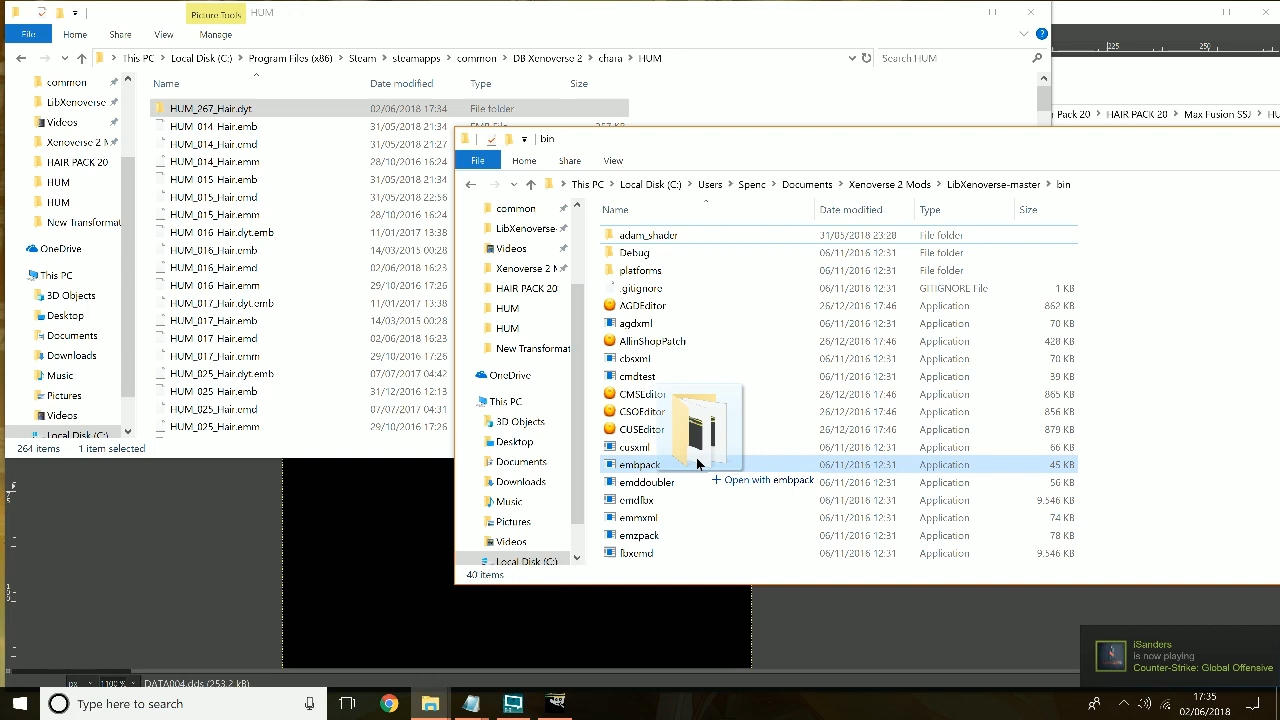 Picture Tools HUM
File Home Share View Manage
This PC Local Disk (C:) Program Files (x86) Steam steamapps common DB Xenoverse 2 chara HUM Search HUM
225 250
common
LibXenoverse
Videos
Xenoverse 2 M
HAIR PACK 20
HUM
HUM
New Transformat
OneDrive
This PC
3D Objects
Desktop
Documents
Downloads
Music
Pictures
Videos
Local Disk (C:)
Name Date modified Type Size
HUM_267_Hair.dyt 02/06/2018 17:34 File folder
HUM_014_Hair.emb 31/05/2018 21:34
HUM_014_Hair.emd 31/05/2018 21:27
HUM_014_Hair.emm 28/10/2016 16:24
HUM_015_Hair.emb 31/05/2018 21:34
HUM_015_Hair.emd 31/05/2018 22:56
HUM_015_Hair.emm 28/10/2016 16:24
HUM_016_Hair.dyt.emb 11/01/2017 13:38
HUM_016_Hair.emb 14/03/2015 00:28
HUM_016_Hair.emd 02/06/2018 16:23
HUM_016_Hair.emm 29/10/2016 17:26
HUM_017_Hair.dyt.emb 11/01/2017 13:38
HUM_017_Hair.emb 14/03/2015 00:28
HUM_017_Hair.emd 02/06/2018 16:23
HUM_017_Hair.emm 29/10/2016 17:26
HUM_025_Hair.dyt.emb 07/07/2017 04:42
HUM_025_Hair.emb 31/12/2016 12:13
HUM_025_Hair.emd 07/07/2017 04:31
HUM_025_Hair.emm 29/10/2016 17:26
264 items 1 item selected
Pack 20 HAIR PACK 20 Max Fusion SSJ
bin
File Home Share View
This PC Local Disk (C:) Users Spenc Documents Xenoverse 2 Mods LibXenoverse-master bin
common
LibXenoverse-
Videos
Xenoverse 2 M
HAIR PACK 20
HUM
HUM
New Transformat
OneDrive
This PC
3D Objects
Desktop
Documents
Downloads
Music
Pictures
Videos
Local Disk (C:)
Name Date modified Type Size
adam_shader 31/05/2018 23:28 File folder
Debug 06/11/2016 12:31 File folder
platforms 06/11/2016 12:31 File folder
.gitignore 06/11/2016 12:31 GITIGNORE File 1 KB
AGDEditor 26/12/2016 17:46 Application 862 KB
agdxml 06/11/2016 12:31 Application 70 KB
AllinShopPatch 26/12/2016 17:46 Application 428 KB
cbsxml 06/11/2016 12:31 Application 70 KB
cmdtest 06/11/2016 12:31 Application 39 KB
CMSEditor 26/12/2016 17:46 Application 865 KB
CSOEditor 26/12/2016 17:46 Application 856 KB
CUSEditor 26/12/2016 17:46 Application 879 KB
cusxml 06/11/2016 12:31 Application 66 KB
embpack 06/11/2016 12:31 Application 45 KB
emddoubler 06/11/2016 12:31 Application 56 KB
emdfbx 06/11/2016 12:31 Application 9,546 KB
emmxml 06/11/2016 12:31 Application 74 KB
emzpack 06/11/2016 12:31 Application 78 KB
fbxemd 06/11/2016 12:31 Application 9,546 KB
+ Open with embpack
40 items
iSanders
is now playing
Counter-Strike: Global Offensive
px 1100 % DATA004.dds (253.2 kB)
Type here to search
17:35
02/06/2018